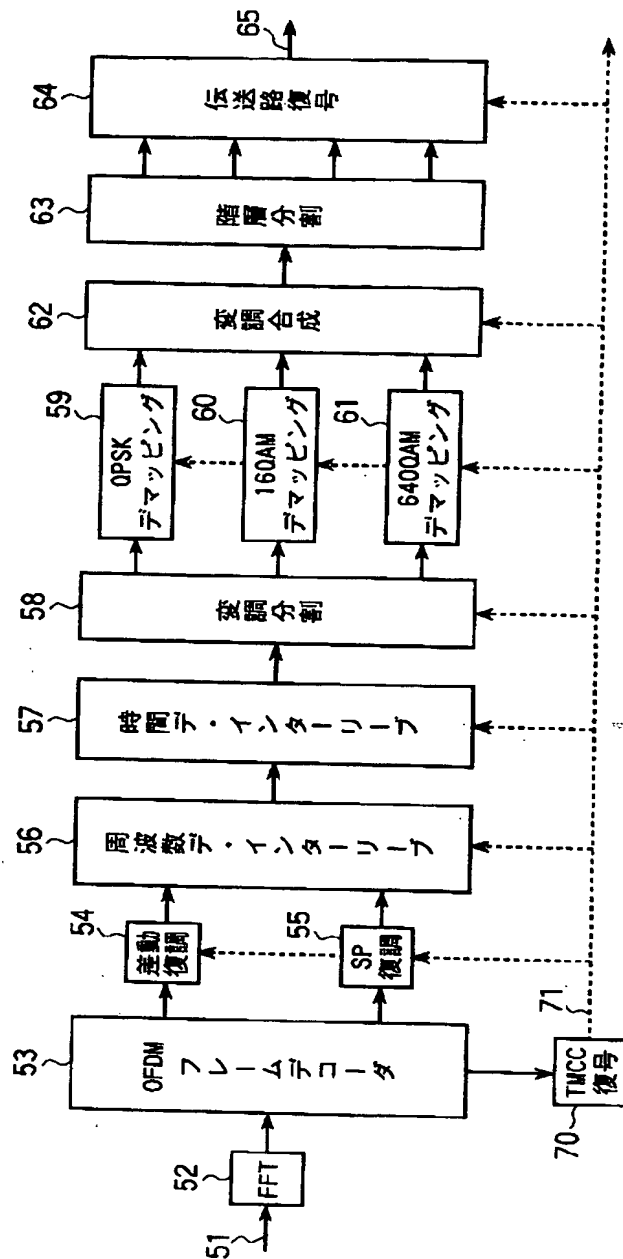 51
52
FFT
53
OFDM
フレームデコーダ
54
差動
復調
55
SP
復調
56
周波数デ・インターリーブ
57
時間デ・インターリーブ
58
変調分割
59
QPSK
デマッピング
60
16QAM
デマッピング
61
640QAM
デマッピング
62
変調合成
63
階層分割
64
伝送路復号
65
70
TMCC
復号
71